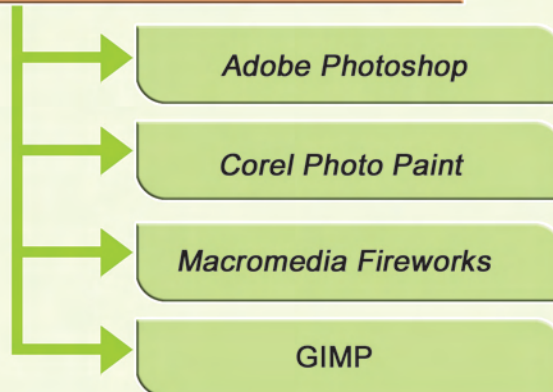 Adobe Photoshop
Corel Photo Paint
Macromedia Fireworks
GIMP